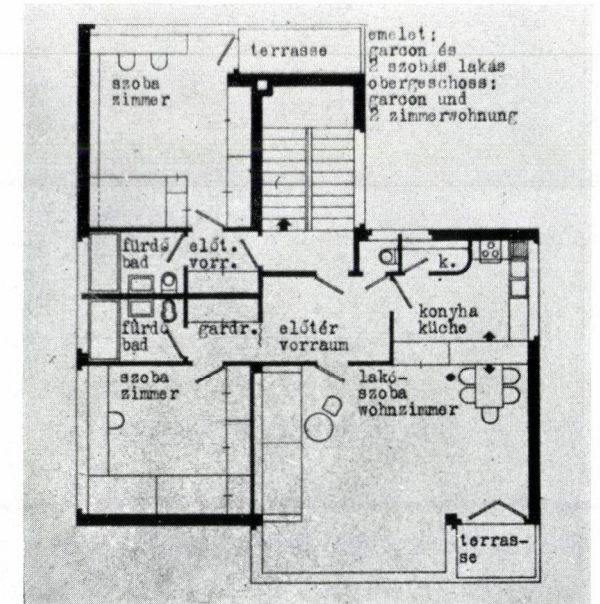 terrasse
emelet:
garcon és
2 szobás lakás
obergeschoss:
garcon und
2 zimmerwohnung
szoba
zimmer
fürdő
bad
előt.
vorr.
k.
konyha
küche
fürdő
bad
gardr.
előtér
vorraum
szoba
zimmer
lakó-
szoba
wohnzimmer
terras-
se